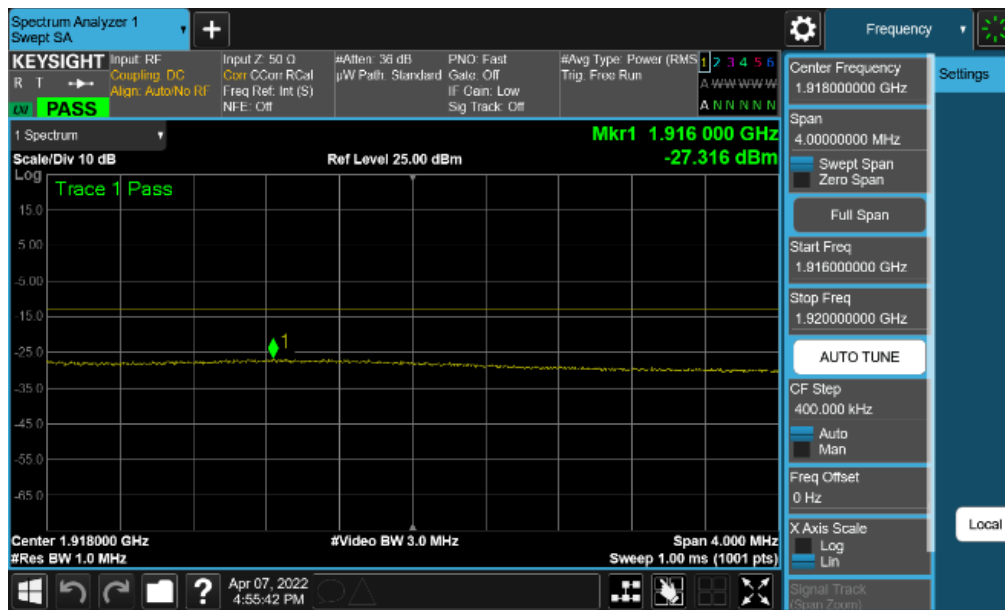 Spectrum Analyzer 1
Swept SA
Frequency
KEYSIGHT
R T
LXI
PASS
Input: RF
Coupling: DC
Align: Auto/No RF
Input Z: 50 Ω
Corr CCorr RCal
Freq Ref: Int (S)
NFE: Off
#Atten: 36 dB
µW Path: Standard
PNO: Fast
Gate: Off
IF Gain: Low
Sig Track: Off
#Avg Type: Power (RMS
Trig: Free Run
1 2 3 4 5 6
A W W W W W
A N N N N N
1 Spectrum
Mkr1 1.916 000 GHz
Scale/Div 10 dB
Ref Level 25.00 dBm
-27.316 dBm
Log
Trace 1 Pass
15.0
5.00
-5.00
-15.0
-25.0
-35.0
-45.0
-55.0
-65.0
1
Center 1.918000 GHz
#Video BW 3.0 MHz
Span 4.000 MHz
#Res BW 1.0 MHz
Sweep 1.00 ms (1001 pts)
Center Frequency
1.918000000 GHz
Settings
Span
4.00000000 MHz
Swept Span
Zero Span
Full Span
Start Freq
1.916000000 GHz
Stop Freq
1.920000000 GHz
AUTO TUNE
CF Step
400.000 kHz
Auto
Man
Freq Offset
0 Hz
X Axis Scale
Log
Lin
Local
Signal Track
(Span Zoom)
?
Apr 07, 2022
4:55:42 PM